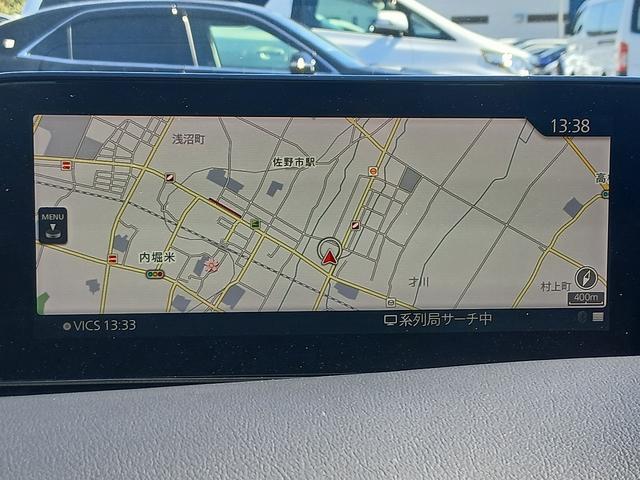 13:38
浅沼町
佐野市駅
MENU
内堀米
才川
村上町
400m
VICS 13:33
系列局サーチ中